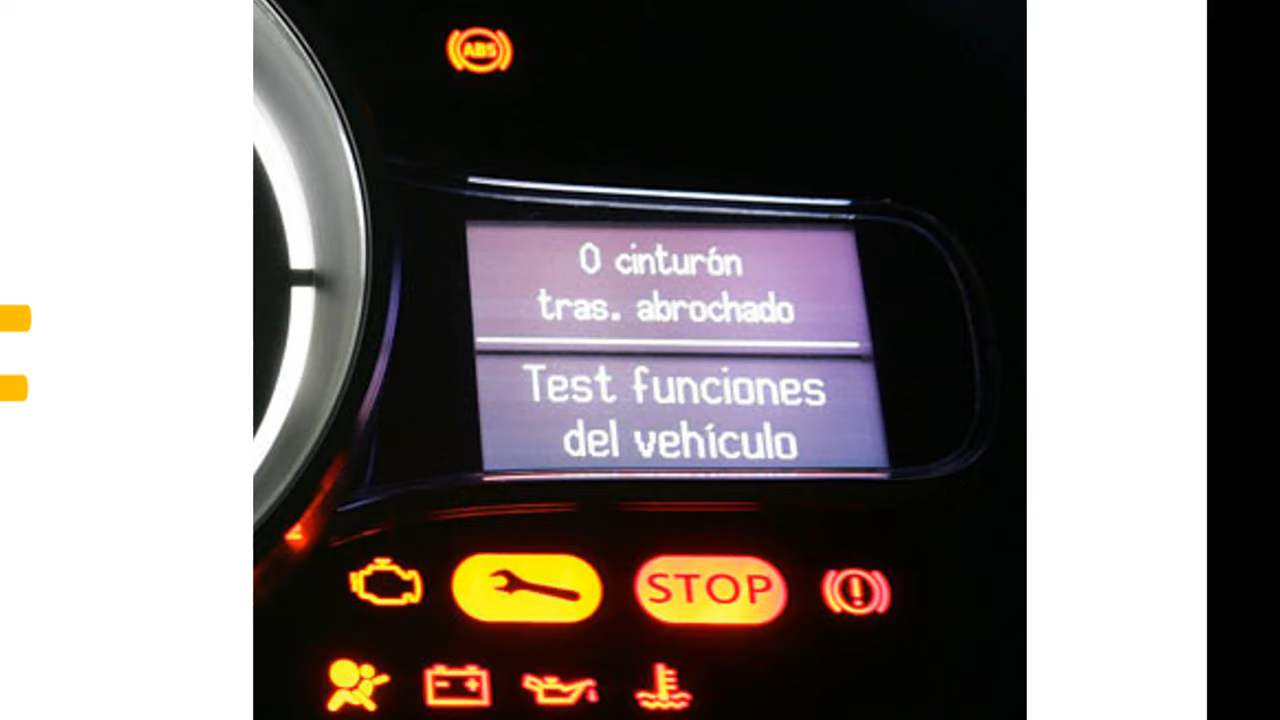 ABS
0 cinturón
tras. abrochado
Test funciones
del vehículo
STOP